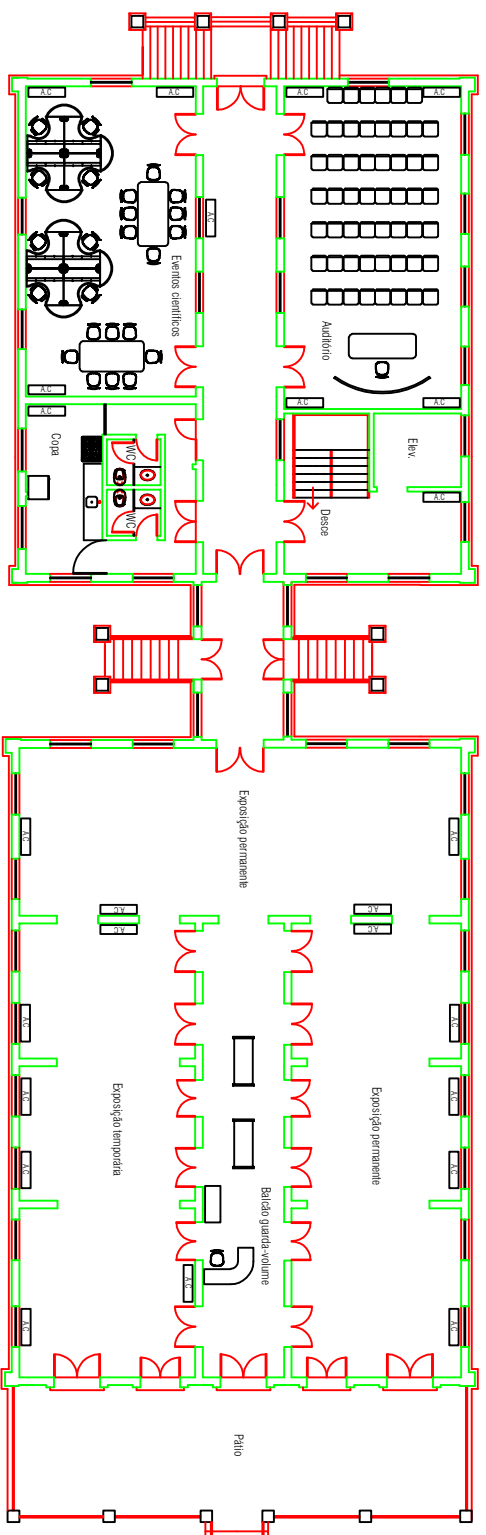 A.C
A.C
A.C
A.C
A.C
Eventos científicos
Auditório
A.C
A.C
A.C
A.C
Copa
WC
WC
Elev.
A.C
Desce
Exposição permanente
A.C
A.C
A.C
A.C
A.C
A.C
A.C
A.C
A.C
A.C
Exposição temporária
Exposição permanente
A.C
A.C
Balcão guarda-volume
A.C
A.C
A.C
Pátio